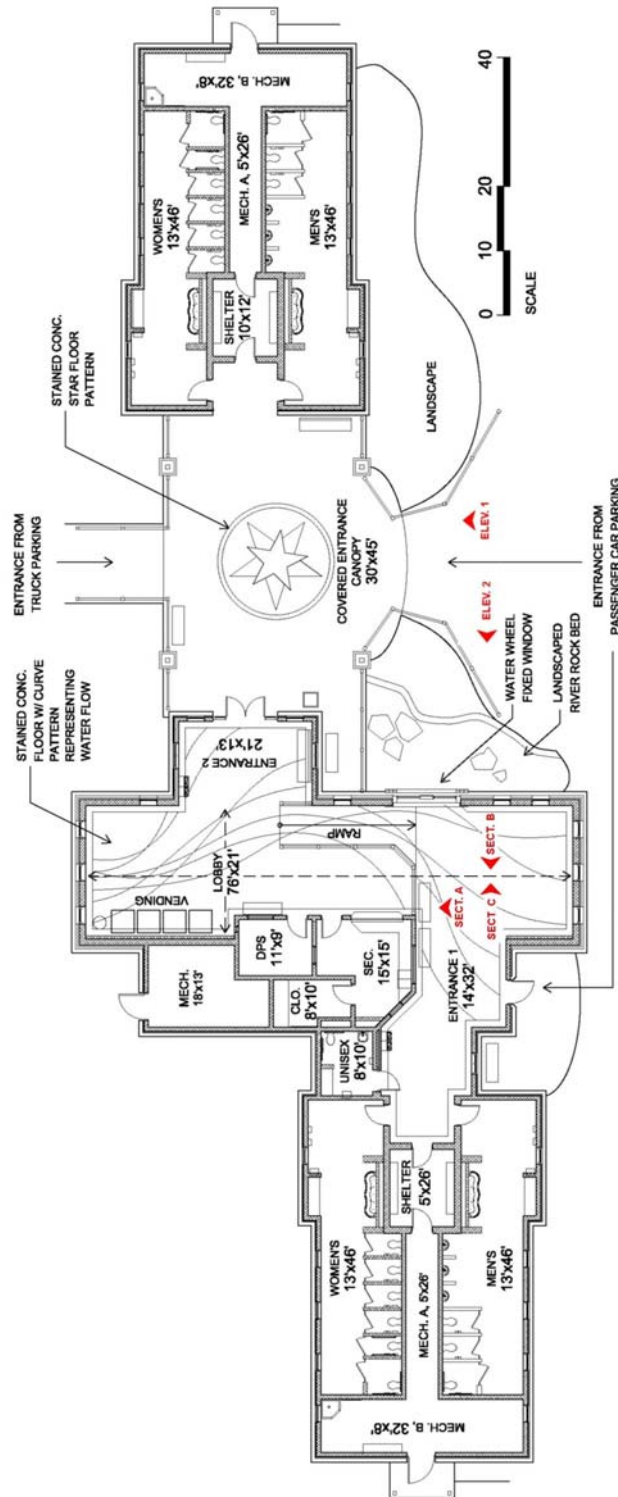 MECH. B, 32'x8'
40
WOMEN'S
13'x46'
MECH. A, 5'x26'
MEN'S
13'x46'
20
10
0
SCALE
SHELTER
10'x12'
STAINED CONC.
STAR FLOOR
PATTERN
LANDSCAPE
ENTRANCE FROM
TRUCK PARKING
COVERED ENTRANCE
CANOPY
30'x45'
ELEV. 1
ELEV. 2
ENTRANCE FROM
PASSENGER CAR PARKING
STAINED CONC.
FLOOR W/ CURVE
PATTERN
REPRESENTING
WATER FLOW
ENTRANCE 2
21'x13'
WATER WHEEL
FIXED WINDOW
LANDSCAPED
RIVER ROCK BED
LOBBY
76'x21'
RAMP
VENDING
SECT. B
SECT. A
SECT. C
MECH.
18'x13'
DPS
11'x9'
SEC.
15'x15'
CLO.
8'x10'
ENTRANCE 1
14'x32'
UNISEX
8'x10'
SHELTER
5'x26'
WOMEN'S
13'x46'
MECH. A, 5'x26'
MEN'S
13'x46'
MECH. B, 32'x8'